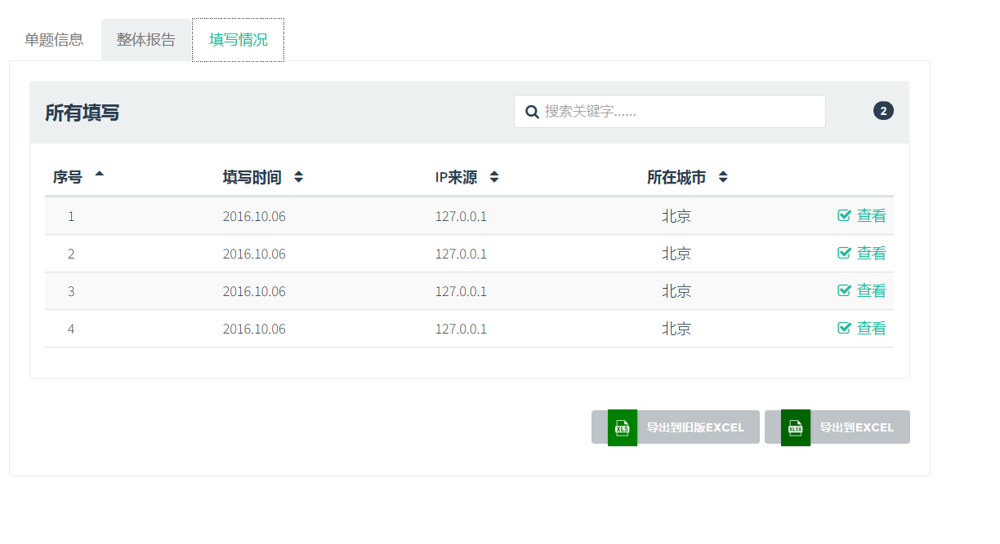 单题信息 整体报告 填写情况
所有填写 搜索关键字...... 2
序号 填写时间 IP来源 所在城市
1 2016.10.06 127.0.0.1 北京 查看
2 2016.10.06 127.0.0.1 北京 查看
3 2016.10.06 127.0.0.1 北京 查看
4 2016.10.06 127.0.0.1 北京 查看
XLS 导出到旧版EXCEL XLSX 导出到EXCEL